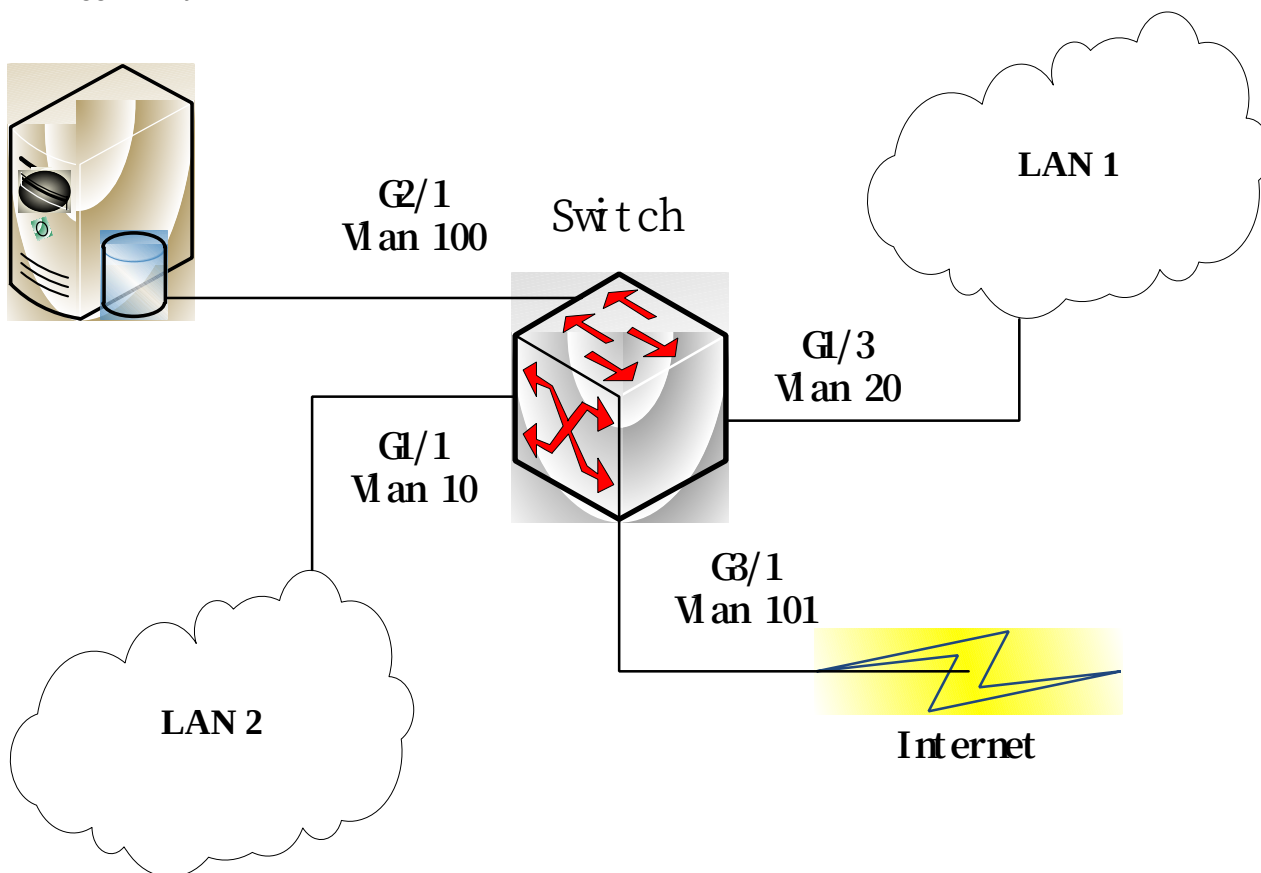 G2/1
Vlan 100
Switch
LAN 1
G1/3
Vlan 20
G1/1
Vlan 10
G3/1
Vlan 101
LAN 2
Internet